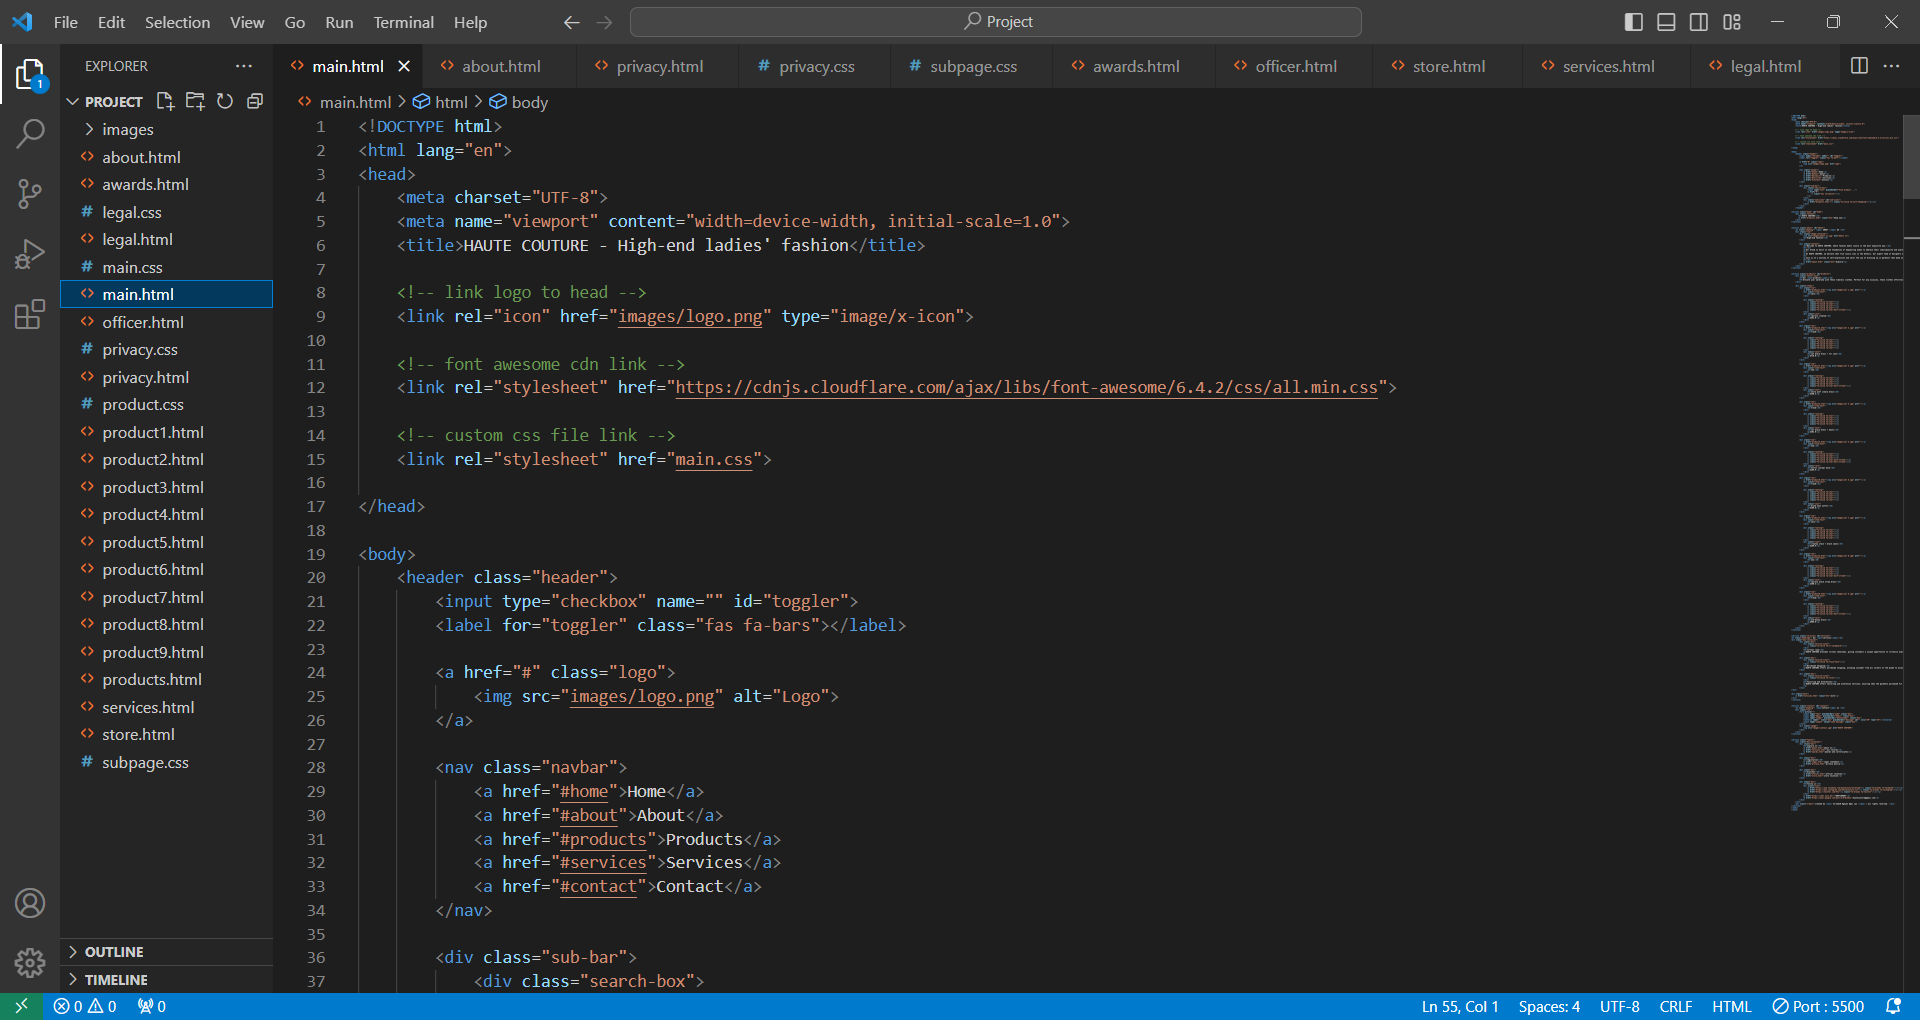 File Edit Selection View Go Run Terminal Help
Project
EXPLORER
main.html about.html privacy.html privacy.css subpage.css awards.html officer.html store.html services.html legal.html
1
PROJECT
images
about.html
awards.html
legal.css
legal.html
main.css
main.html
officer.html
privacy.css
privacy.html
product.css
product1.html
product2.html
product3.html
product4.html
product5.html
product6.html
product7.html
product8.html
product9.html
products.html
services.html
store.html
subpage.css
OUTLINE
TIMELINE
main.html > html > body
1 <!DOCTYPE html>
2 <html lang="en">
3 <head>
4 <meta charset="UTF-8">
5 <meta name="viewport" content="width=device-width, initial-scale=1.0">
6 <title>HAUTE COUTURE - High-end ladies' fashion</title>
7
8 <!-- link logo to head -->
9 <link rel="icon" href="images/logo.png" type="image/x-icon">
10
11 <!-- font awesome cdn link -->
12 <link rel="stylesheet" href="https://cdnjs.cloudflare.com/ajax/libs/font-awesome/6.4.2/css/all.min.css">
13
14 <!-- custom css file link -->
15 <link rel="stylesheet" href="main.css">
16
17 </head>
18
19 <body>
20 <header class="header">
21 <input type="checkbox" name="" id="toggler">
22 <label for="toggler" class="fas fa-bars"></label>
23
24 <a href="#" class="logo">
25 <img src="images/logo.png" alt="Logo">
26 </a>
27
28 <nav class="navbar">
29 <a href="#home">Home</a>
30 <a href="#about">About</a>
31 <a href="#products">Products</a>
32 <a href="#services">Services</a>
33 <a href="#contact">Contact</a>
34 </nav>
35
36 <div class="sub-bar">
37 <div class="search-box">
0 0 0
Ln 55, Col 1 Spaces: 4 UTF-8 CRLF HTML Port : 5500